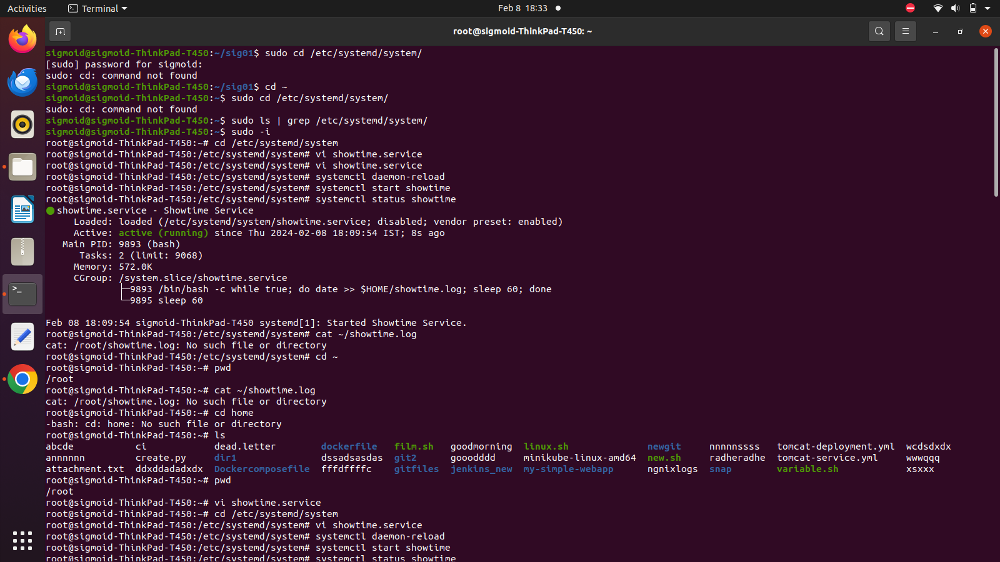 Activities
Terminal
Feb 8 18:33
root@sigmoid-ThinkPad-T450: ~
sigmoid@sigmoid-ThinkPad-T450:~/sig01$ sudo cd /etc/systemd/system/
[sudo] password for sigmoid:
sudo: cd: command not found
sigmoid@sigmoid-ThinkPad-T450:~/sig01$ cd ~
sigmoid@sigmoid-ThinkPad-T450:~$ sudo cd /etc/systemd/system/
sudo: cd: command not found
sigmoid@sigmoid-ThinkPad-T450:~$ sudo ls | grep /etc/systemd/system/
sigmoid@sigmoid-ThinkPad-T450:~$ sudo -i
root@sigmoid-ThinkPad-T450:~# cd /etc/systemd/system
root@sigmoid-ThinkPad-T450:/etc/systemd/system# vi showtime.service
root@sigmoid-ThinkPad-T450:/etc/systemd/system# vi showtime.service
root@sigmoid-ThinkPad-T450:/etc/systemd/system# systemctl daemon-reload
root@sigmoid-ThinkPad-T450:/etc/systemd/system# systemctl start showtime
root@sigmoid-ThinkPad-T450:/etc/systemd/system# systemctl status showtime
● showtime.service - Showtime Service
Loaded: loaded (/etc/systemd/system/showtime.service; disabled; vendor preset: enabled)
Active: active (running) since Thu 2024-02-08 18:09:54 IST; 8s ago
Main PID: 9893 (bash)
Tasks: 2 (limit: 9068)
Memory: 572.0K
CGroup: /system.slice/showtime.service
├─9893 /bin/bash -c while true; do date >> $HOME/showtime.log; sleep 60; done
└─9895 sleep 60
Feb 08 18:09:54 sigmoid-ThinkPad-T450 systemd[1]: Started Showtime Service.
root@sigmoid-ThinkPad-T450:/etc/systemd/system# cat ~/showtime.log
cat: /root/showtime.log: No such file or directory
root@sigmoid-ThinkPad-T450:/etc/systemd/system# cd ~
root@sigmoid-ThinkPad-T450:~# pwd
/root
root@sigmoid-ThinkPad-T450:~# cat ~/showtime.log
cat: /root/showtime.log: No such file or directory
root@sigmoid-ThinkPad-T450:~# cd home
-bash: cd: home: No such file or directory
root@sigmoid-ThinkPad-T450:~# ls
abcde ci dead.letter dockerfile film.sh goodmorning linux.sh newgit nnnnnssss tomcat-deployment.yml wcdsdxdx
annnnnn create.py dir1 dssadsasdas git2 gooodddd minikube-linux-amd64 new.sh radheradhe tomcat-service.yml wwwqqq
attachment.txt ddxddadadxdx Dockercomposefile fffdffffc gitfiles jenkins_new my-simple-webapp ngnixlogs snap variable.sh xsxxx
root@sigmoid-ThinkPad-T450:~# pwd
/root
root@sigmoid-ThinkPad-T450:~# vi showtime.service
root@sigmoid-ThinkPad-T450:~# cd /etc/systemd/system
root@sigmoid-ThinkPad-T450:/etc/systemd/system# vi showtime.service
root@sigmoid-ThinkPad-T450:/etc/systemd/system# systemctl daemon-reload
root@sigmoid-ThinkPad-T450:/etc/systemd/system# systemctl start showtime
root@sigmoid-ThinkPad-T450:/etc/systemd/system# systemctl status showtime